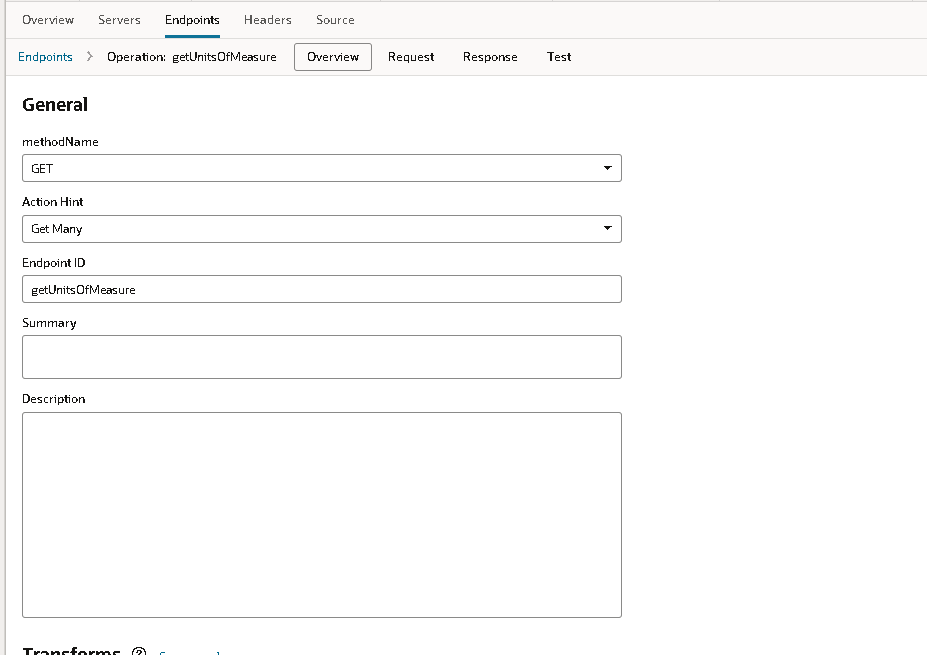 Overview Servers Endpoints Headers Source
Endpoints > Operation: getUnitsOfMeasure Overview Request Response Test
General
methodName
GET
Action Hint
Get Many
Endpoint ID
getUnitsOfMeasure
Summary
Description
Transforms